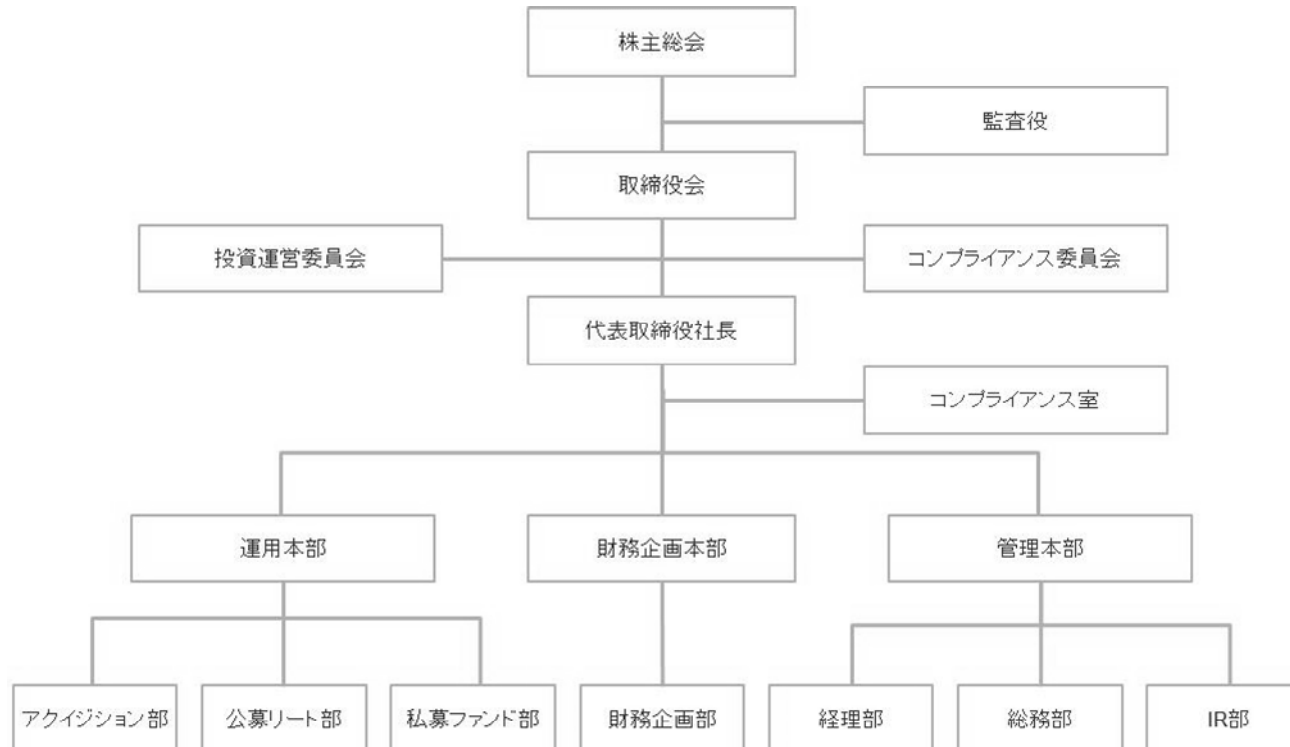 株主総会
監査役
取締役会
投資運営委員会
コンプライアンス委員会
代表取締役社長
コンプライアンス室
運用本部
財務企画本部
管理本部
アクイジション部
公募リート部
私募ファンド部
財務企画部
経理部
総務部
IR部